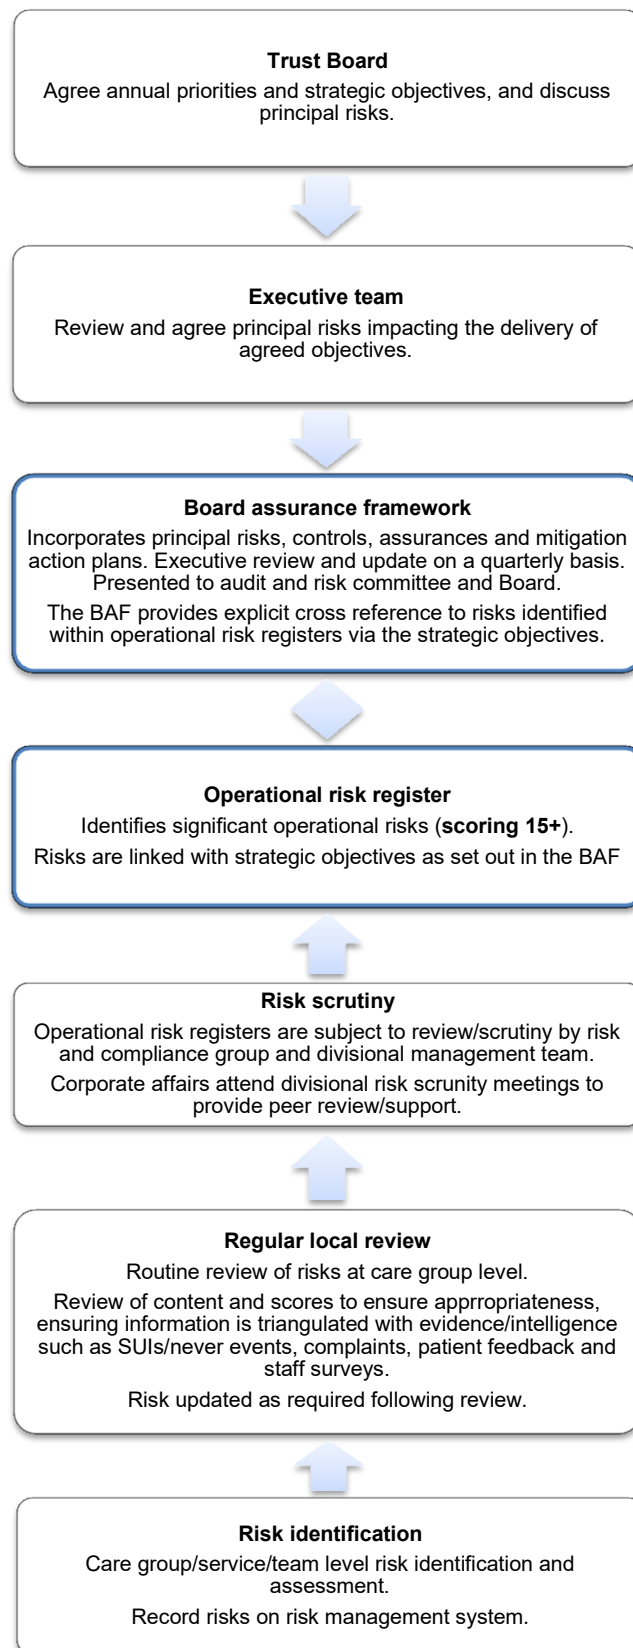 Trust Board
Agree annual priorities and strategic objectives, and discuss
principal risks.
Executive team
Review and agree principal risks impacting the delivery of
agreed objectives.
Board assurance framework
Incorporates principal risks, controls, assurances and mitigation
action plans. Executive review and update on a quarterly basis.
Presented to audit and risk committee and Board.
The BAF provides explicit cross reference to risks identified
within operational risk registers via the strategic objectives.
Operational risk register
Identifies significant operational risks (scoring 15+).
Risks are linked with strategic objectives as set out in the BAF
Risk scrutiny
Operational risk registers are subject to review/scrutiny by risk
and compliance group and divisional management team.
Corporate affairs attend divisional risk scrunity meetings to
provide peer review/support.
Regular local review
Routine review of risks at care group level.
Review of content and scores to ensure apprropriateness,
ensuring information is triangulated with evidence/intelligence
such as SUIs/never events, complaints, patient feedback and
staff surveys.
Risk updated as required following review.
Risk identification
Care group/service/team level risk identification and
assessment.
Record risks on risk management system.